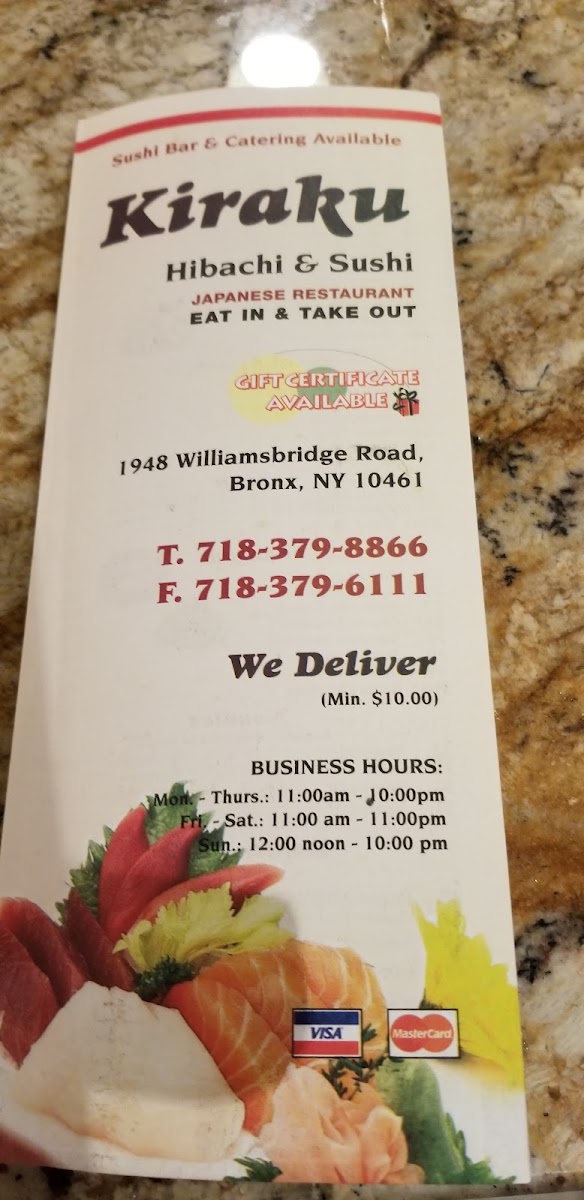 Sushi Bar & Catering Available
Kiraku
Hibachi & Sushi
JAPANESE RESTAURANT
EAT IN & TAKE OUT
GIFT CERTIFICATE
AVAILABLE
1948 Williamsbridge Road,
Bronx, NY 10461
T. 718-379-8866
F. 718-379-6111
We Deliver
(Min. $10.00)
BUSINESS HOURS:
Mon. - Thurs.: 11:00am - 10:00pm
Fri. - Sat.: 11:00 am - 11:00pm
Sun.: 12:00 noon - 10:00 pm
VISA
MasterCard